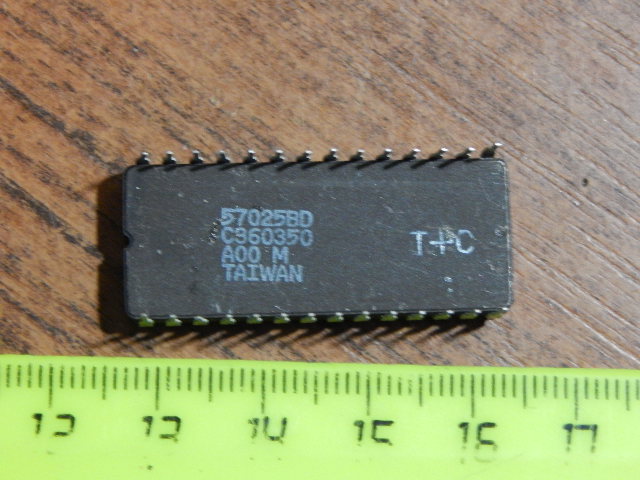 57025BD
C360350
A00 M
TAIWAN
T+C
12 13 14 15 16 17